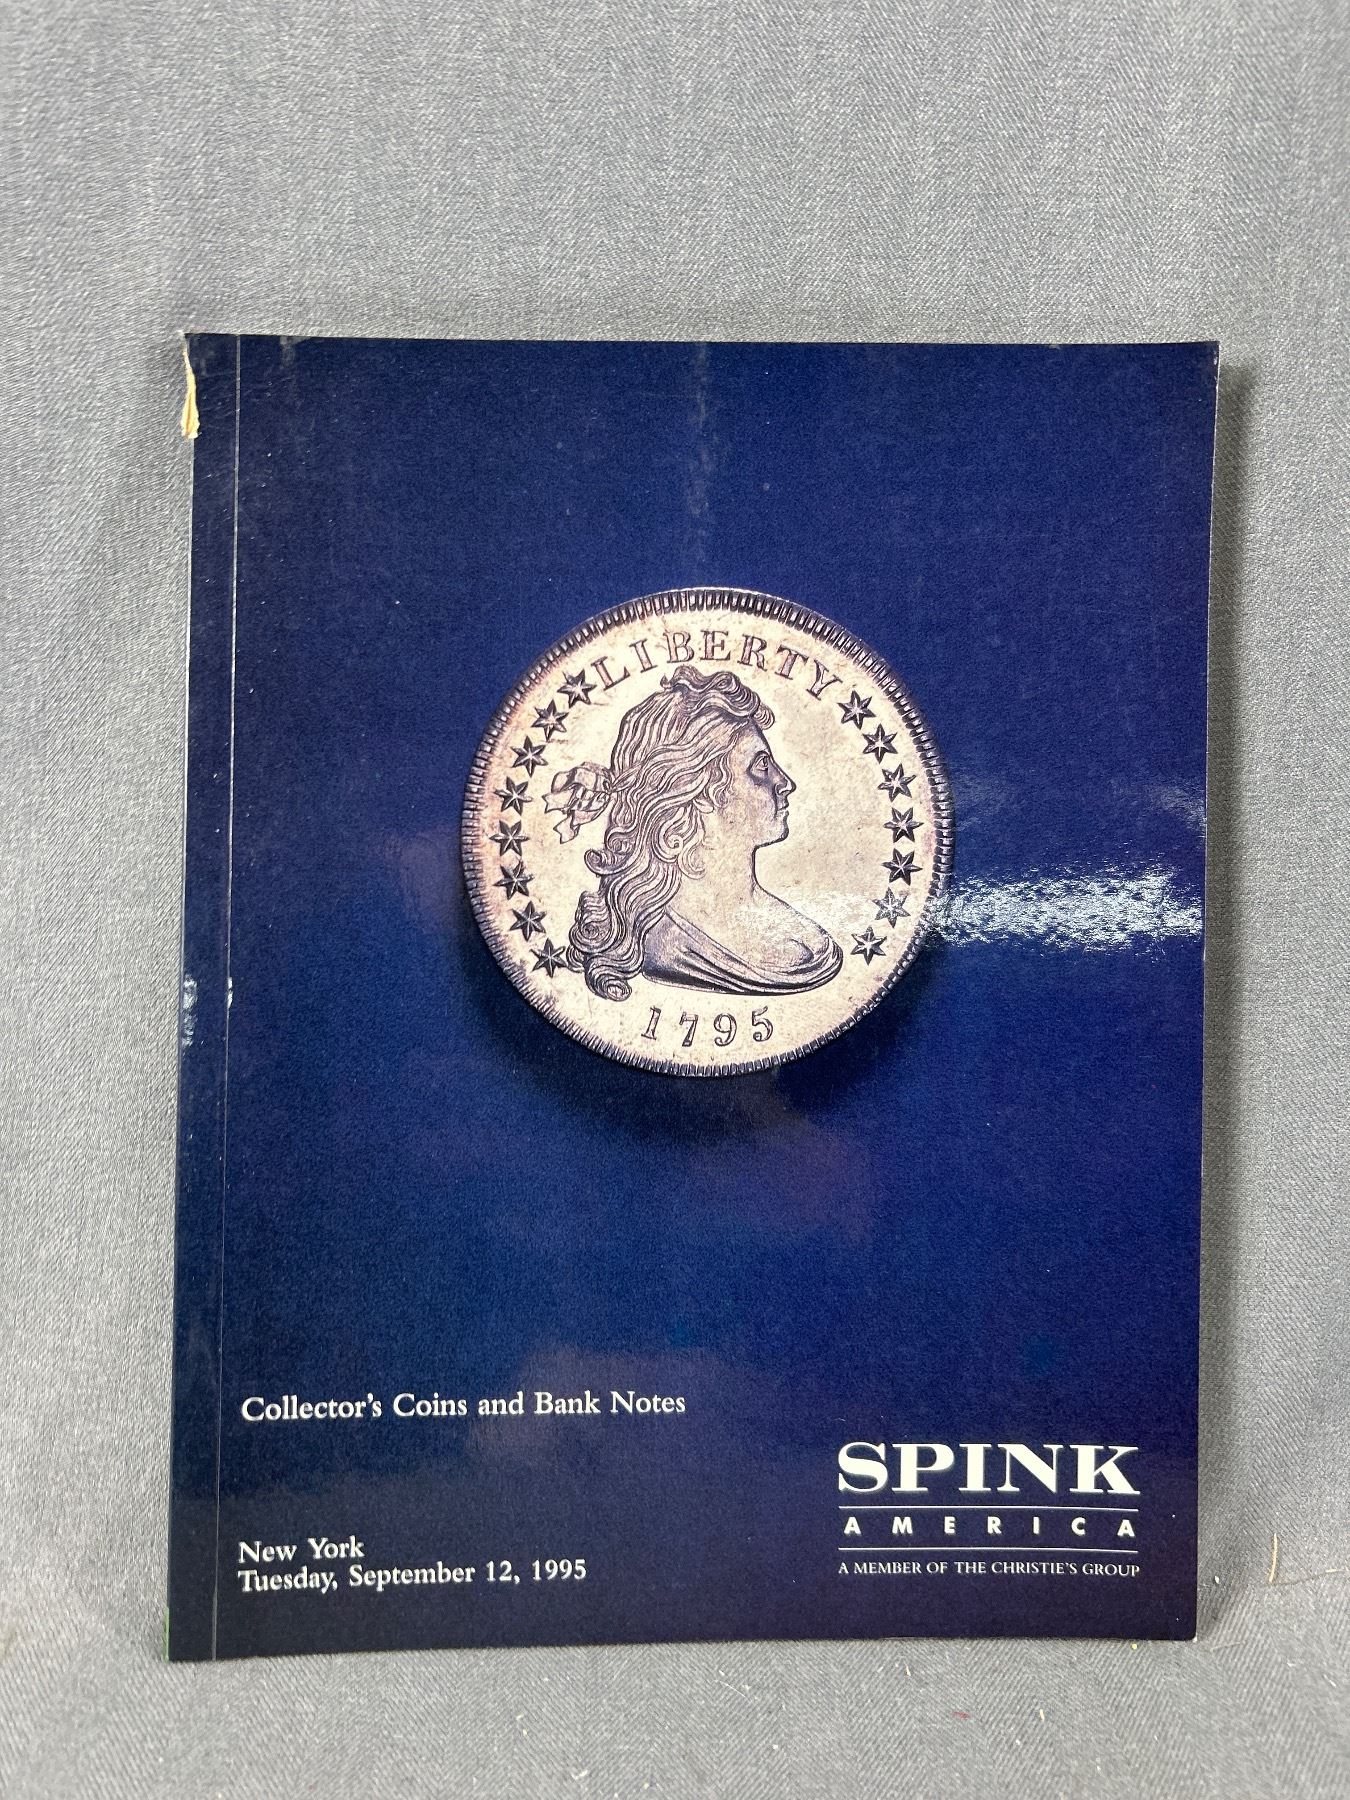 LIBERTY
1795
Collector's Coins and Bank Notes
New York
Tuesday, September 12, 1995
SPINK
AMERICA
A MEMBER OF THE CHRISTIE'S GROUP